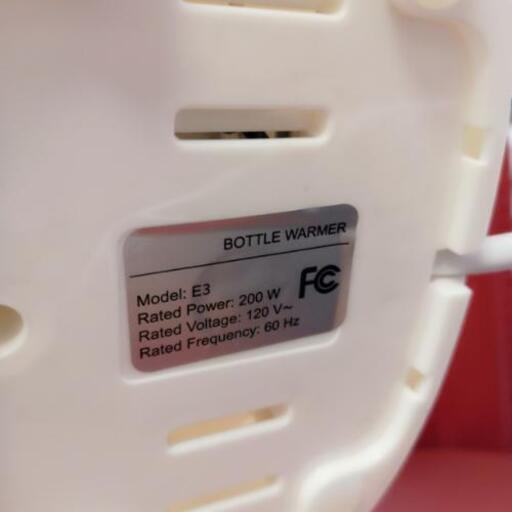 BOTTLE WARMER
Model: E3
Rated Power: 200 W
Rated Voltage: 120 V~
Rated Frequency: 60 Hz
FC